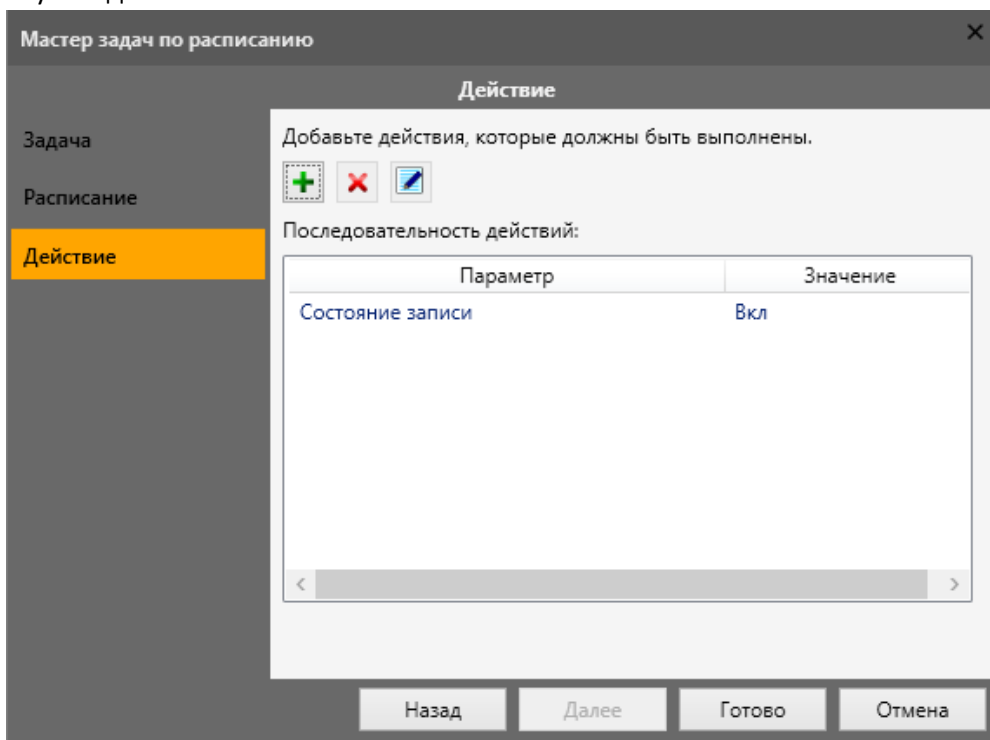 Мастер задач по расписанию
Действие
Задача
Расписание
Действие
Добавьте действия, которые должны быть выполнены.
Последовательность действий:
Параметр Значение
Состояние записи Вкл
Назад Далее Готово Отмена